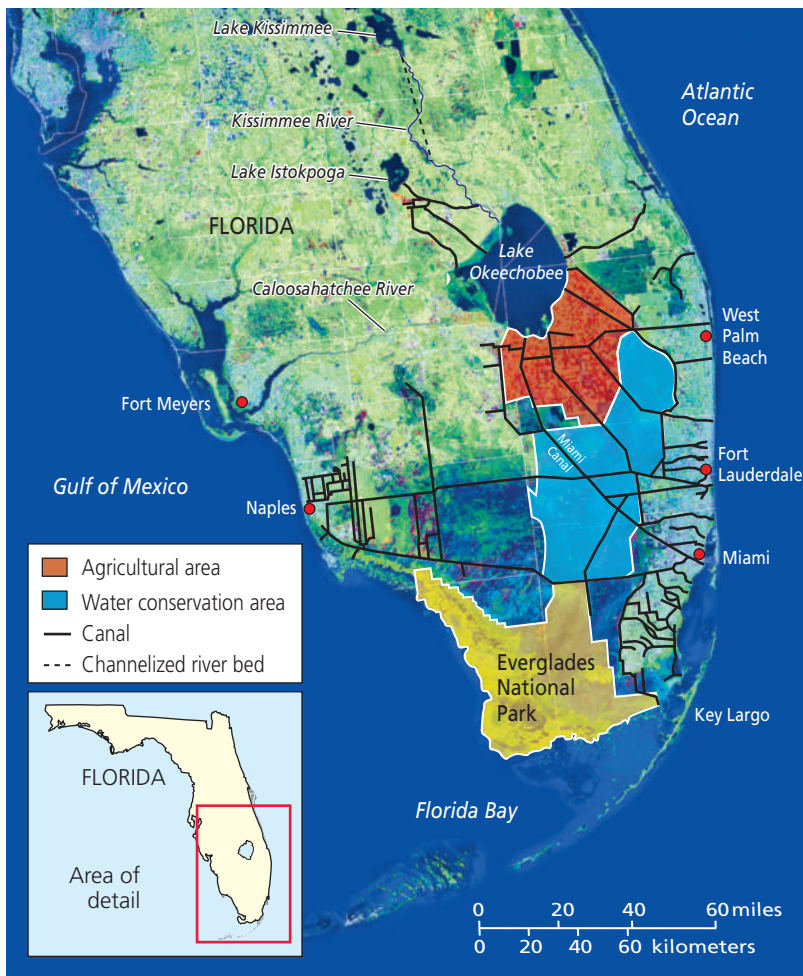 Lake Kissimmee
Atlantic
Ocean
Kissimmee River
Lake Istokpoga
FLORIDA
Lake
Okeechobee
Caloosahatchee River
West
Palm
Beach
Fort Meyers
Miami
Canal
Fort
Lauderdale
Gulf of Mexico
Naples
Miami
Agricultural area
Water conservation area
Canal
Channelized river bed
Everglades
National
Park
Key Largo
FLORIDA
Area of
detail
Florida Bay
0 20 40 60 miles
0 20 40 60 kilometers